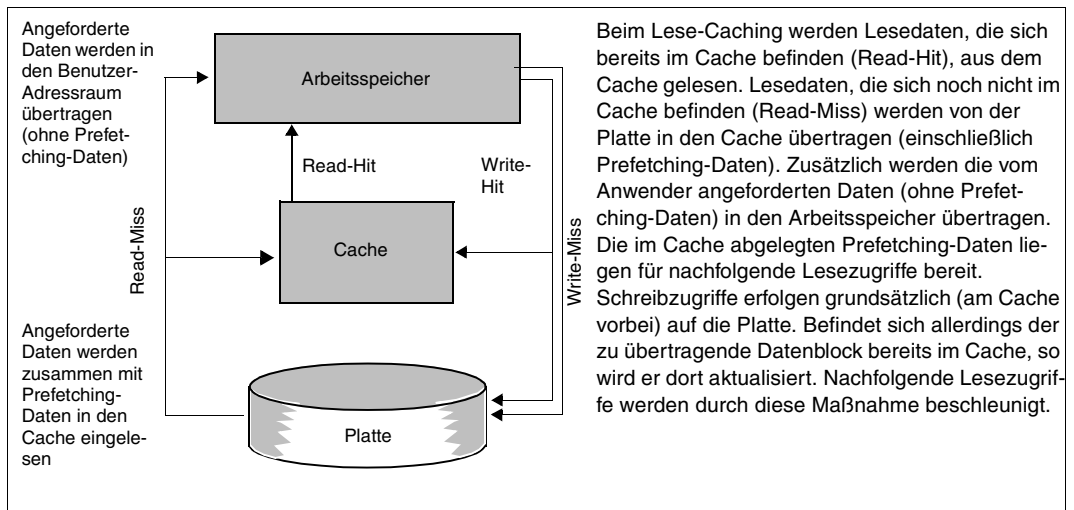 Angeforderte
Daten werden in
den Benutzer-
Adressraum
übertragen
(ohne Prefet-
ching-Daten)
Arbeitsspeicher
Read-Hit
Write-
Hit
Read-Miss
Cache
Write-Miss
Angeforderte
Daten werden
zusammen mit
Prefetching-
Daten in den
Cache eingele-
sen
Platte
Beim Lese-Caching werden Lesedaten, die sich
bereits im Cache befinden (Read-Hit), aus dem
Cache gelesen. Lesedaten, die sich noch nicht im
Cache befinden (Read-Miss) werden von der
Platte in den Cache übertragen (einschließlich
Prefetching-Daten). Zusätzlich werden die vom
Anwender angeforderten Daten (ohne Prefet-
ching-Daten) in den Arbeitsspeicher übertragen.
Die im Cache abgelegten Prefetching-Daten lie-
gen für nachfolgende Lesezugriffe bereit.
Schreibzugriffe erfolgen grundsätzlich (am Cache
vorbei) auf die Platte. Befindet sich allerdings der
zu übertragende Datenblock bereits im Cache, so
wird er dort aktualisiert. Nachfolgende Lesezugrif-
fe werden durch diese Maßnahme beschleunigt.